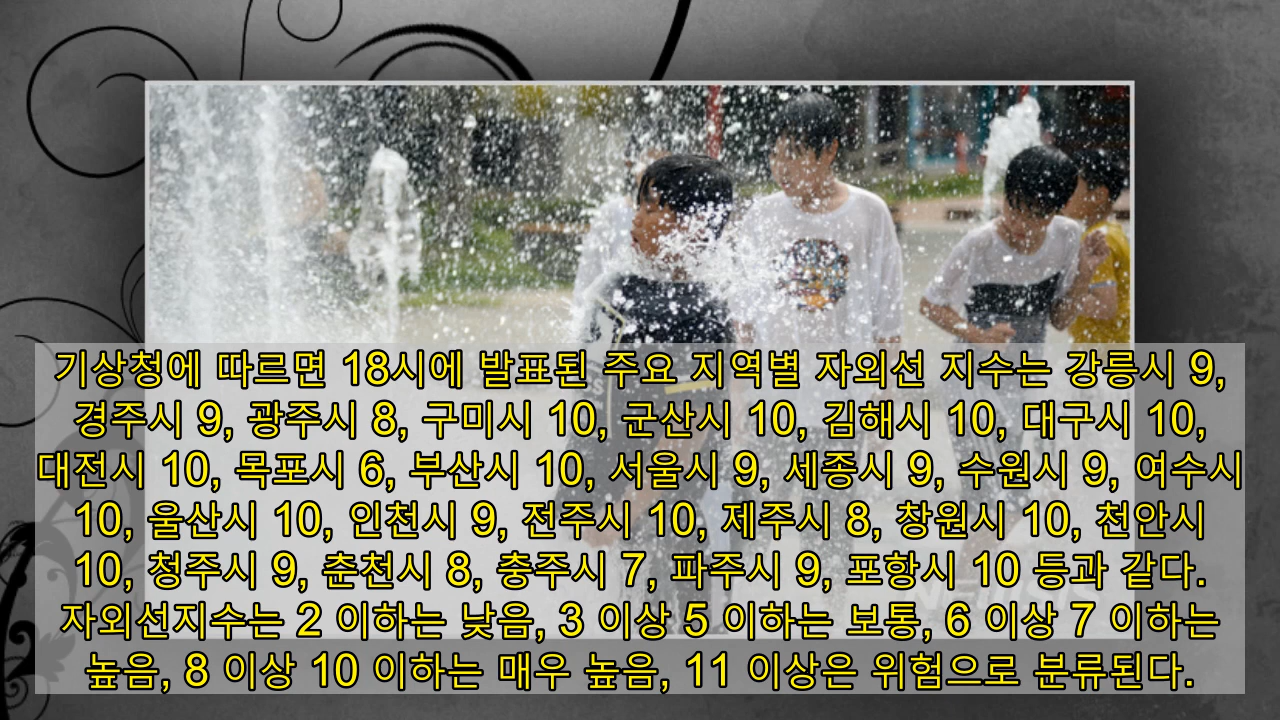 기상청에 따르면 18시에 발표된 주요 지역별 자외선 지수는 강릉시 9,
경주시 9, 광주시 8, 구미시 10, 군산시 10, 김해시 10, 대구시 10,
대전시 10, 목포시 6, 부산시 10, 서울시 9, 세종시 9, 수원시 9, 여수시
10, 울산시 10, 인천시 9, 전주시 10, 제주시 8, 창원시 10, 천안시
10, 청주시 9, 춘천시 8, 충주시 7, 파주시 9, 포항시 10 등과 같다.
자외선지수는 2 이하는 낮음, 3 이상 5 이하는 보통, 6 이상 7 이하는
높음, 8 이상 10 이하는 매우 높음, 11 이상은 위험으로 분류된다.